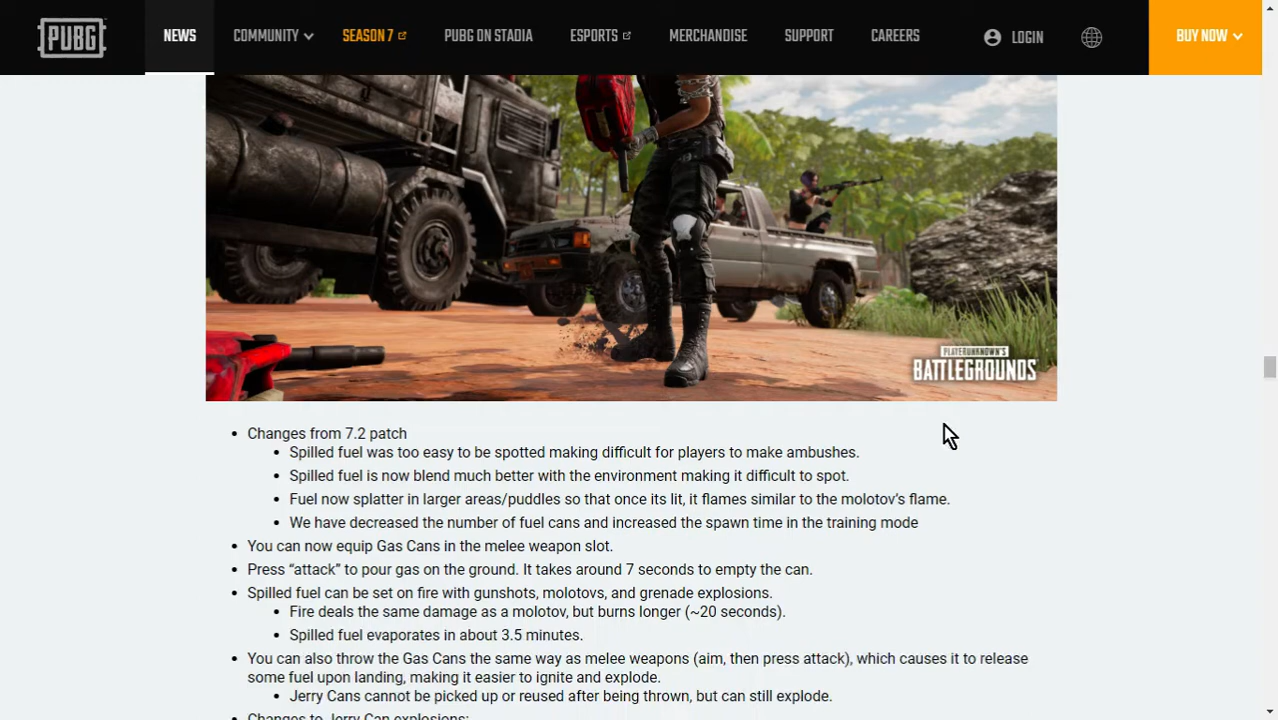 PUBG
NEWS
COMMUNITY
SEASON 7
PUBG ON STADIA
ESPORTS
MERCHANDISE
SUPPORT
CAREERS
LOGIN
BUY NOW
PLAYERUNKNOWN'S
BATTLEGROUNDS
Changes from 7.2 patch
Spilled fuel was too easy to be spotted making difficult for players to make ambushes.
Spilled fuel is now blend much better with the environment making it difficult to spot.
Fuel now splatter in larger areas/puddles so that once its lit, it flames similar to the molotov's flame.
We have decreased the number of fuel cans and increased the spawn time in the training mode
You can now equip Gas Cans in the melee weapon slot.
Press “attack” to pour gas on the ground. It takes around 7 seconds to empty the can.
Spilled fuel can be set on fire with gunshots, molotovs, and grenade explosions.
Fire deals the same damage as a molotov, but burns longer (~20 seconds).
Spilled fuel evaporates in about 3.5 minutes.
You can also throw the Gas Cans the same way as melee weapons (aim, then press attack), which causes it to release
some fuel upon landing, making it easier to ignite and explode.
Jerry Cans cannot be picked up or reused after being thrown, but can still explode.
Changes to Jerry Can explosions: